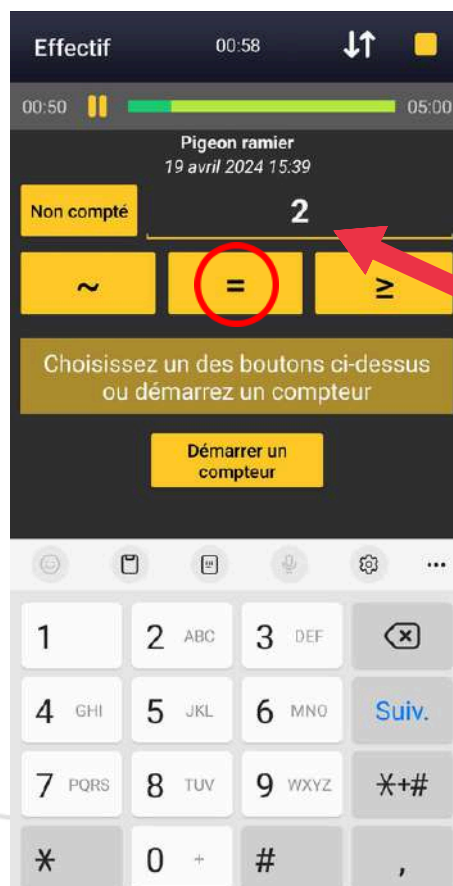 Effectif 00:58
00:50 05:00
Pigeon ramier
19 avril 2024 15:39
Non compté 2
~ = ≥
Choisissez un des boutons ci-dessus
ou démarrez un compteur
Démarrer un
compteur
1 2 ABC 3 DEF
4 GHI 5 JKL 6 MNO Suiv.
7 PQRS 8 TUV 9 WXYZ *+#
* 0 + # ,